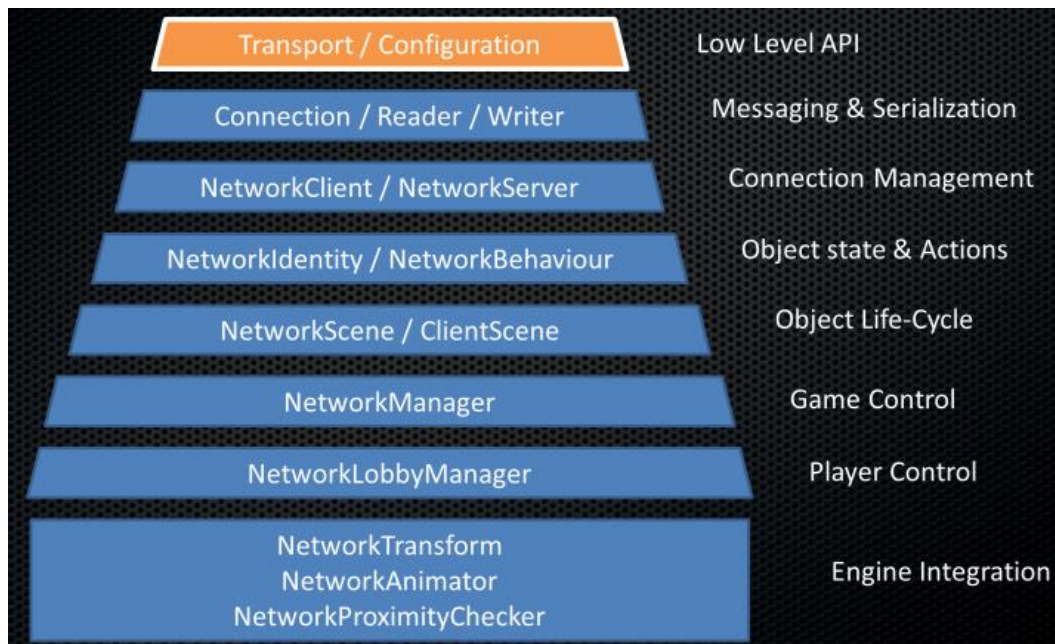 Transport / Configuration
Low Level API
Connection / Reader / Writer
Messaging & Serialization
NetworkClient / NetworkServer
Connection Management
NetworkIdentity / NetworkBehaviour
Object state & Actions
NetworkScene / ClientScene
Object Life-Cycle
NetworkManager
Game Control
NetworkLobbyManager
Player Control
NetworkTransform
NetworkAnimator
NetworkProximityChecker
Engine Integration